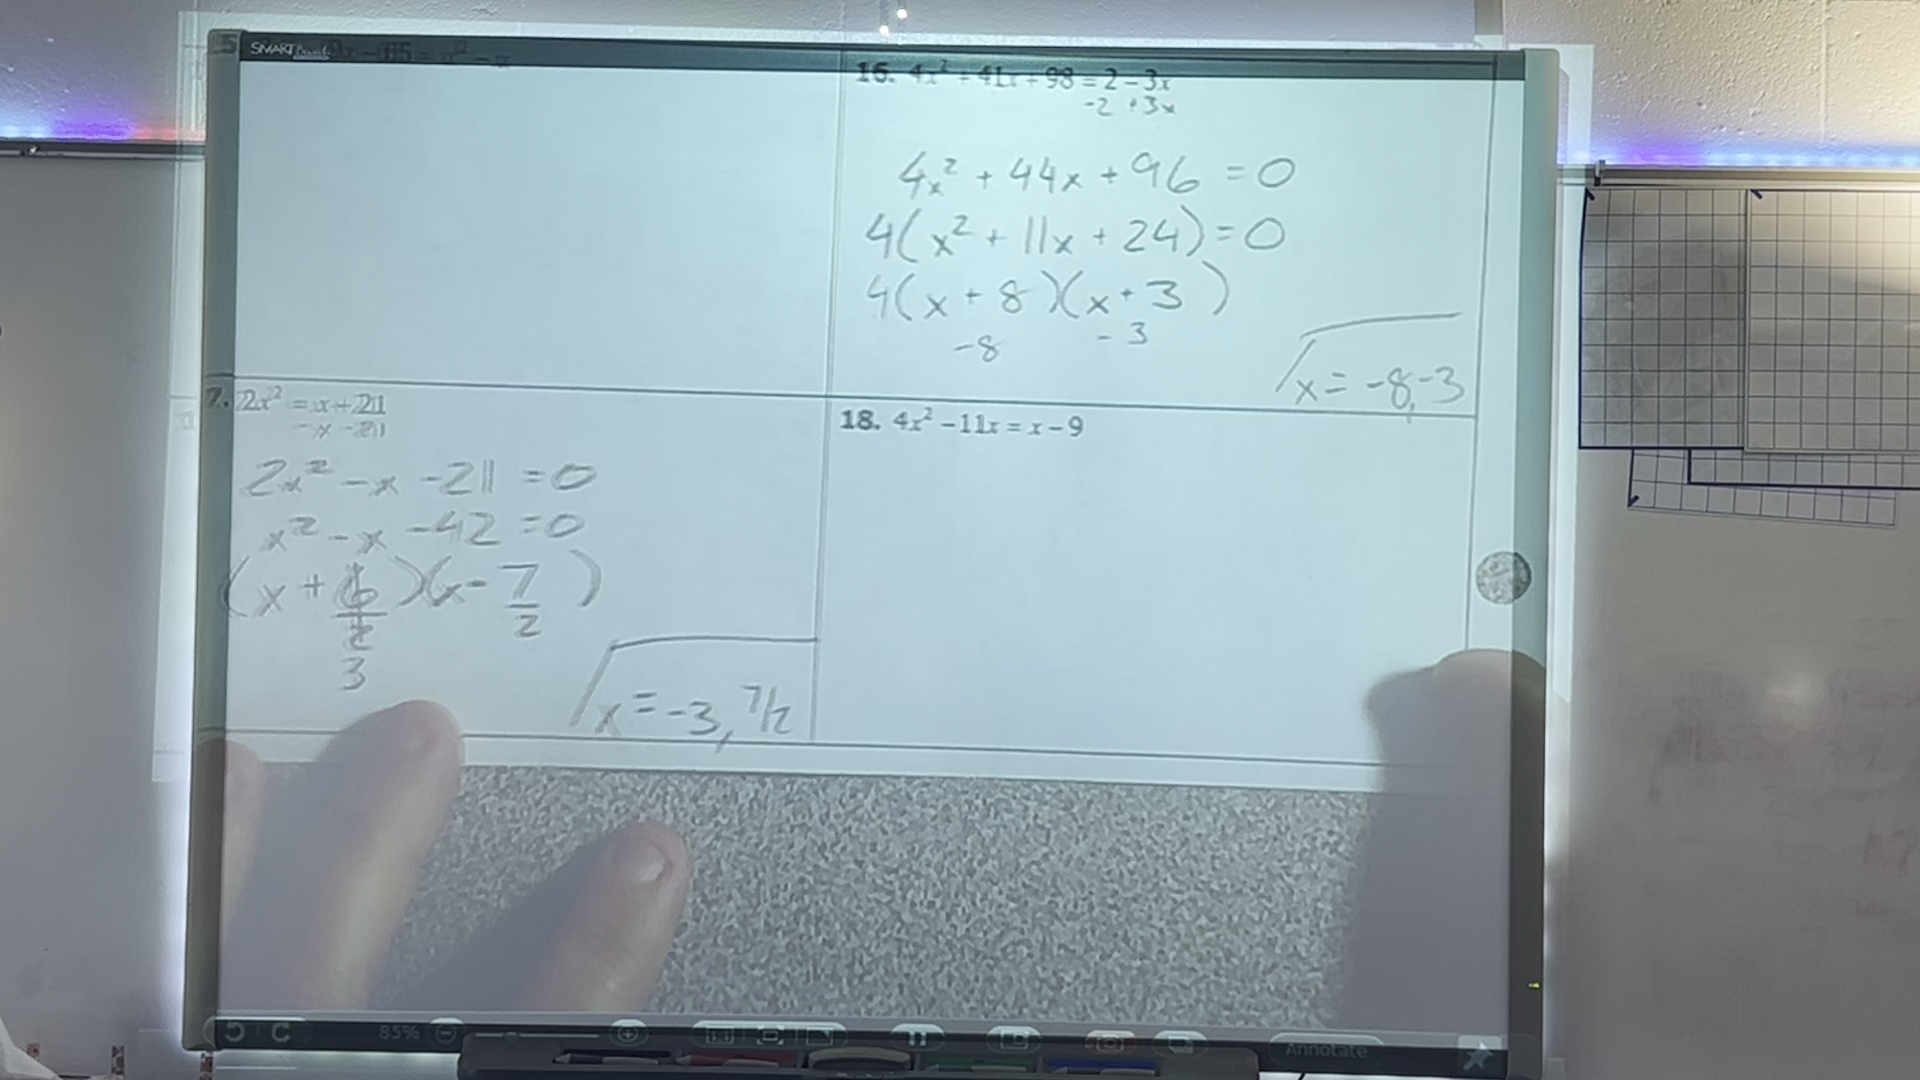 SMART
16. 4x² + 41x + 98 = 2 - 3x
-2 +3x
4x² + 44x + 96 = 0
4(x² + 11x + 24) = 0
4(x + 8)(x + 3)
-8 -3
x = -8, -3
7. 2x² = x + 21
-x -21
2x² - x - 21 = 0
x² - x - 42 = 0
(x + 6/2)(x - 7/2)
3
x = -3, 7/2
18. 4x² - 11x = x - 9
85%
Annotate